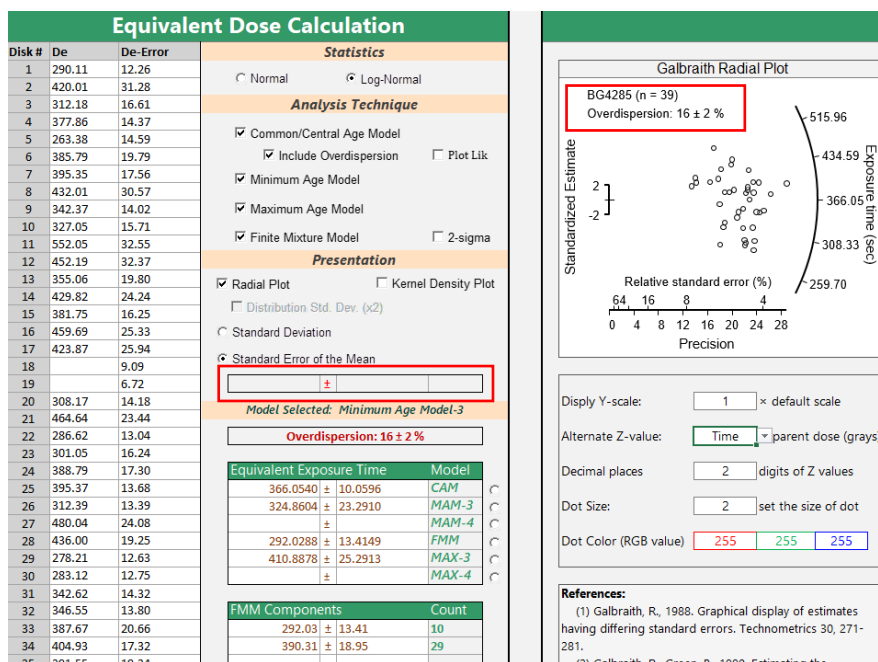 Equivalent Dose Calculation
Disk # De De-Error
1 290.11 12.26
2 420.01 31.28
3 312.18 16.61
4 377.86 14.37
5 263.38 14.59
6 385.79 19.79
7 395.35 17.56
8 432.01 30.57
9 342.37 14.02
10 327.05 15.71
11 552.05 32.55
12 452.19 32.37
13 355.06 19.80
14 429.82 24.24
15 381.75 16.25
16 459.69 25.33
17 423.87 25.94
18 9.09
19 6.72
20 308.17 14.18
21 464.64 23.44
22 286.62 13.04
23 301.05 16.24
24 388.79 17.30
25 395.37 13.68
26 312.39 13.39
27 480.04 24.08
28 436.00 19.25
29 278.21 12.63
30 283.12 12.75
31 342.62 14.32
32 346.55 13.80
33 387.67 20.66
34 404.93 17.32
Statistics
Normal Log-Normal
Analysis Technique
Common/Central Age Model
Include Overdispersion Plot Lik
Minimum Age Model
Maximum Age Model
Finite Mixture Model 2-sigma
Presentation
Radial Plot Kernel Density Plot
Distribution Std. Dev. (x2)
Standard Deviation
Standard Error of the Mean
±
Model Selected: Minimum Age Model-3
Overdispersion: 16 ± 2 %
Equivalent Exposure Time Model
366.0540 ± 10.0596 CAM
324.8604 ± 23.2910 MAM-3
± MAM-4
292.0288 ± 13.4149 FMM
410.8878 ± 25.2913 MAX-3
± MAX-4
FMM Components Count
292.03 ± 13.41 10
390.31 ± 18.95 29
Galbraith Radial Plot
BG4285 (n = 39)
Overdispersion: 16 ± 2 %
515.96
434.59
366.05
308.33
259.70
Exposure time (sec)
Standardized Estimate
2
-2
Relative standard error (%)
64 16 8 4
0 4 8 12 16 20 24 28
Precision
Disply Y-scale: 1 × default scale
Alternate Z-value: Time parent dose (grays
Decimal places 2 digits of Z values
Dot Size: 2 set the size of dot
Dot Color (RGB value) 255 255 255
References:
(1) Galbraith, R., 1988. Graphical display of estimates
having differing standard errors. Technometrics 30, 271-
281.